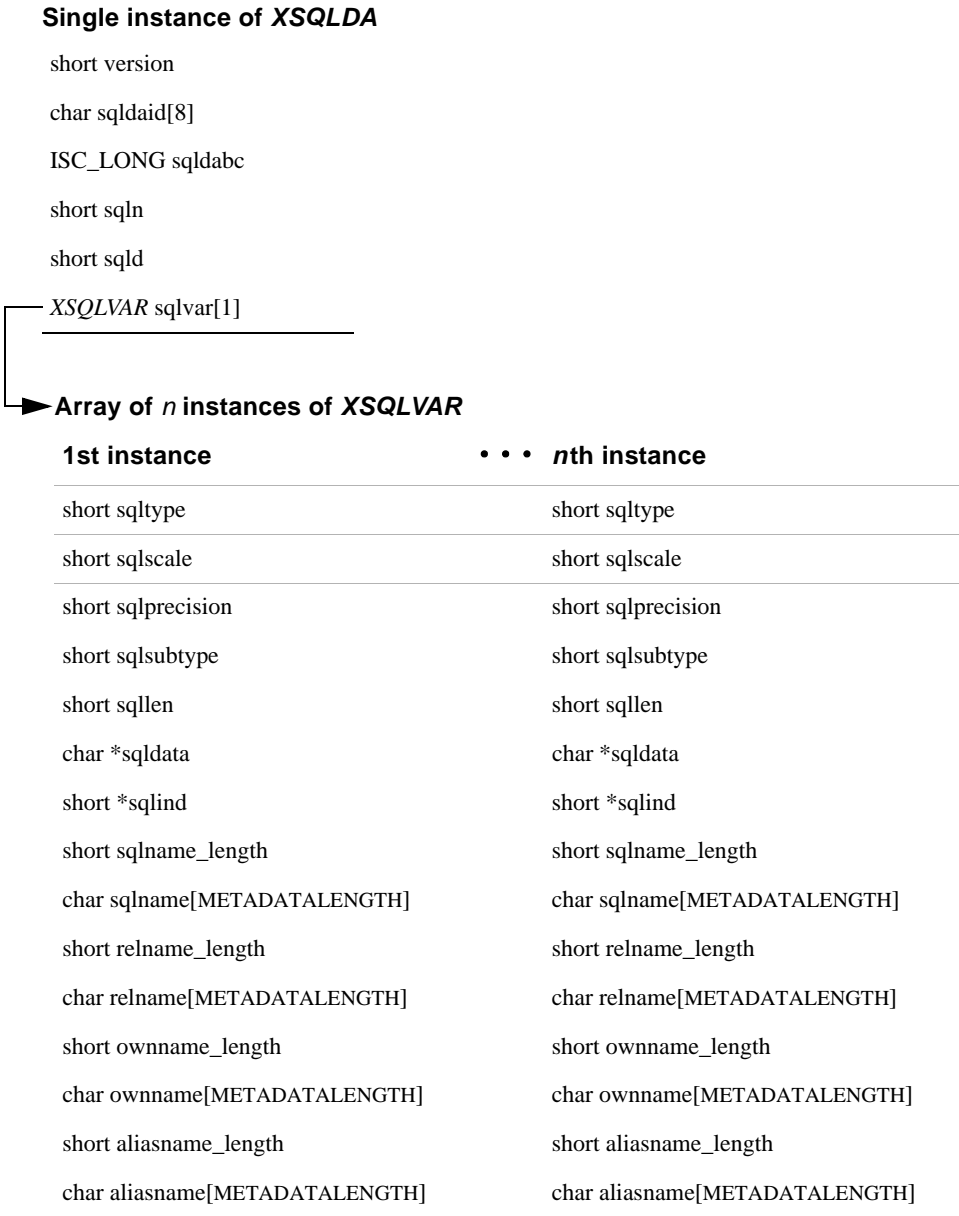 Single instance of XSQLDA
short version
char sqldaid[8]
ISC_LONG sqldabc
short sqln
short sqld
XSQLVAR sqlvar[1]
Array of n instances of XSQLVAR
1st instance • • • nth instance
short sqltype short sqltype
short sqlscale short sqlscale
short sqlprecision short sqlprecision
short sqlsubtype short sqlsubtype
short sqllen short sqllen
char *sqldata char *sqldata
short *sqlind short *sqlind
short sqlname_length short sqlname_length
char sqlname[METADATALENGTH] char sqlname[METADATALENGTH]
short relname_length short relname_length
char relname[METADATALENGTH] char relname[METADATALENGTH]
short ownname_length short ownname_length
char ownname[METADATALENGTH] char ownname[METADATALENGTH]
short aliasname_length short aliasname_length
char aliasname[METADATALENGTH] char aliasname[METADATALENGTH]